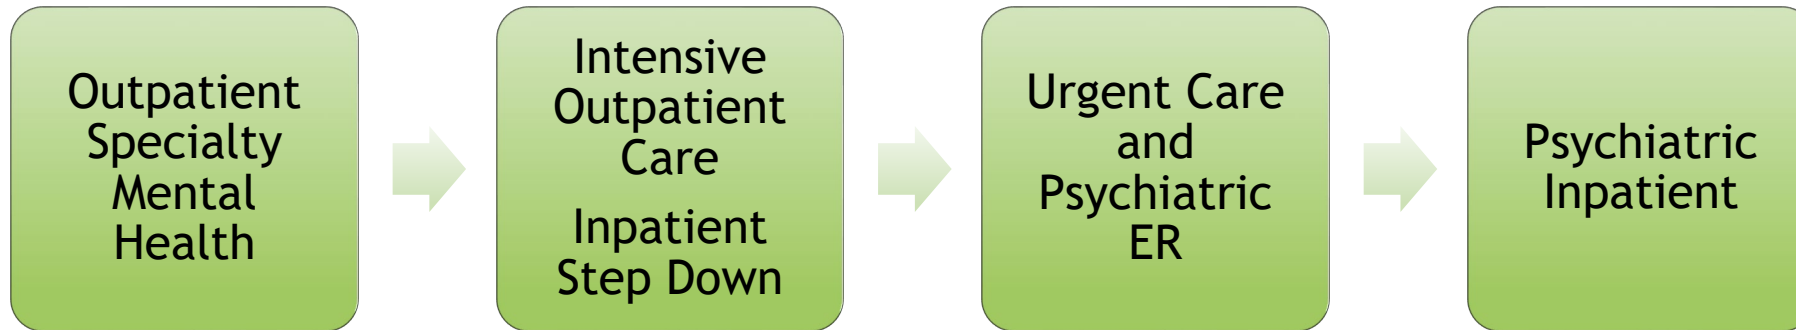 Outpatient
Specialty
Mental
Health
Intensive
Outpatient
Care
Inpatient
Step Down
Urgent Care
and
Psychiatric
ER
Psychiatric
Inpatient